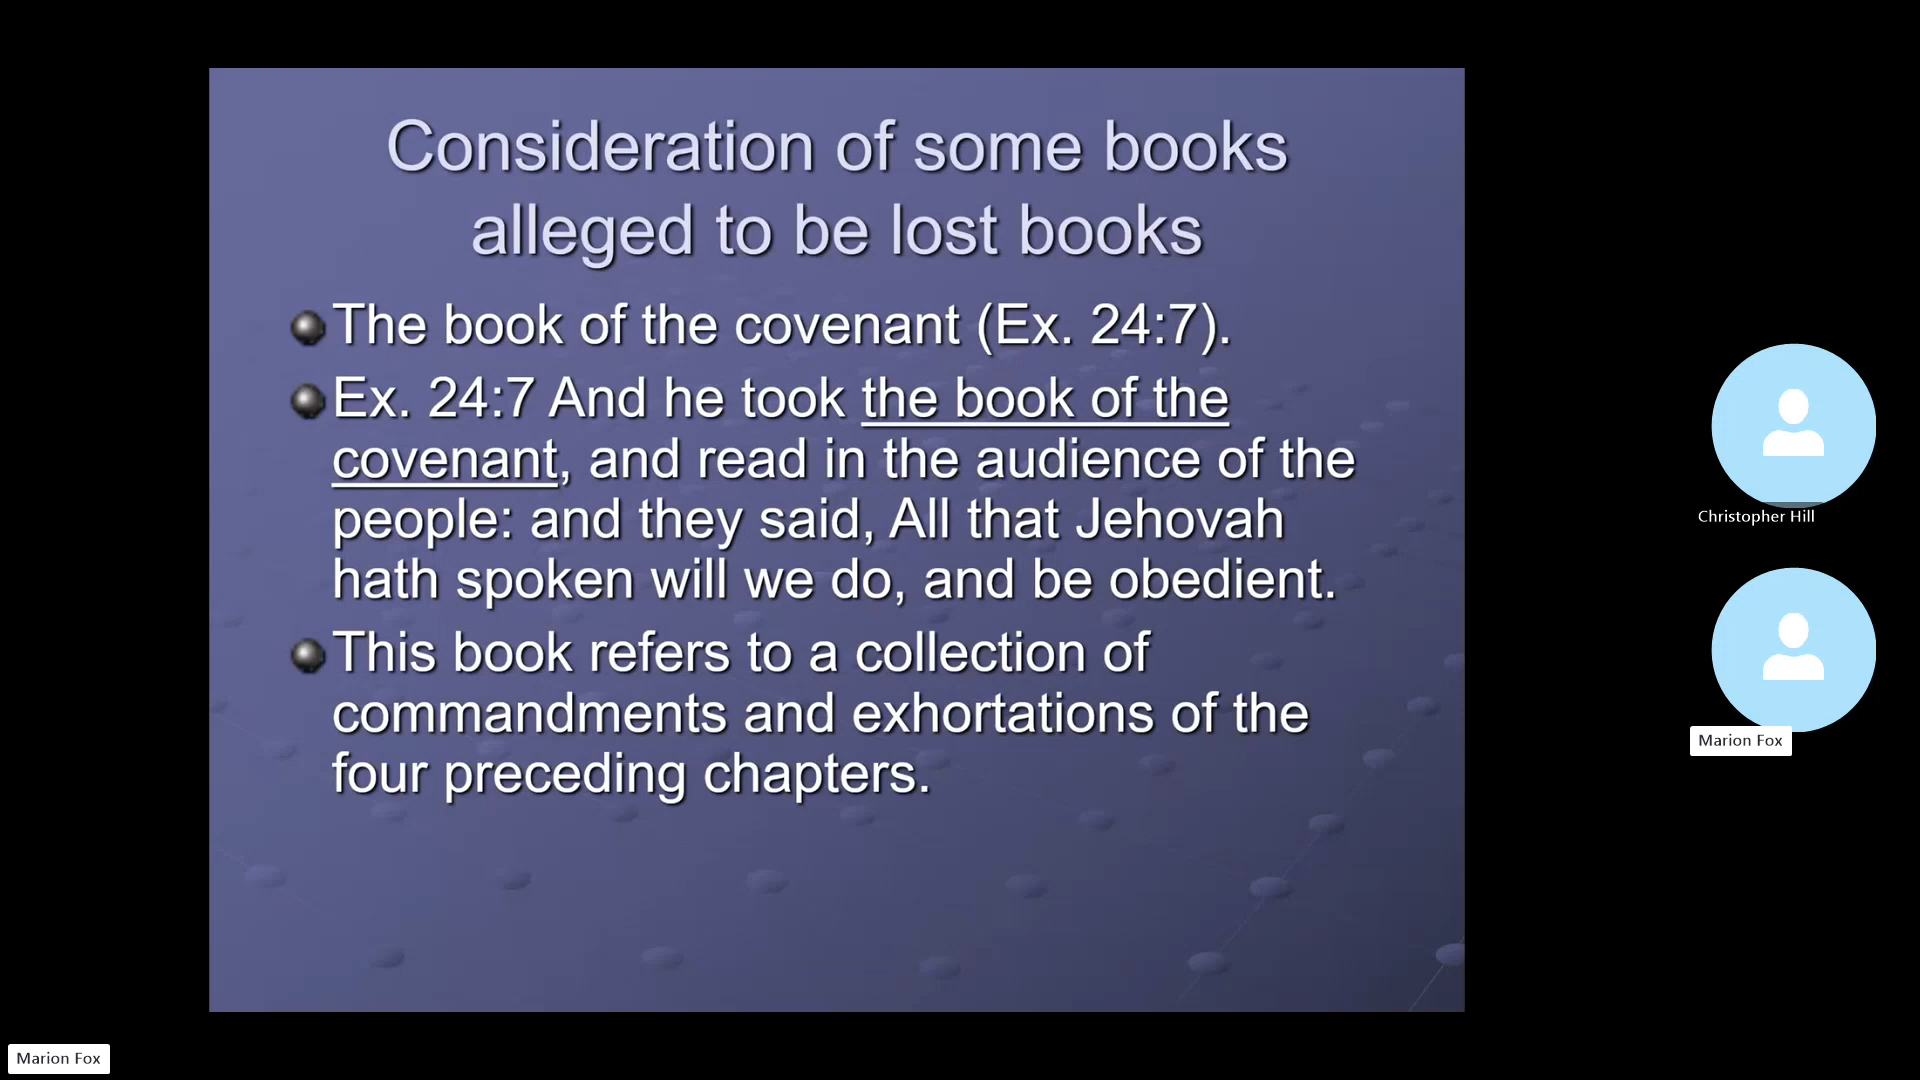 Consideration of some books
alleged to be lost books
The book of the covenant (Ex. 24:7).
Ex. 24:7 And he took the book of the
covenant, and read in the audience of the
people: and they said, All that Jehovah
hath spoken will we do, and be obedient.
This book refers to a collection of
commandments and exhortations of the
four preceding chapters.
Christopher Hill
Marion Fox
Marion Fox